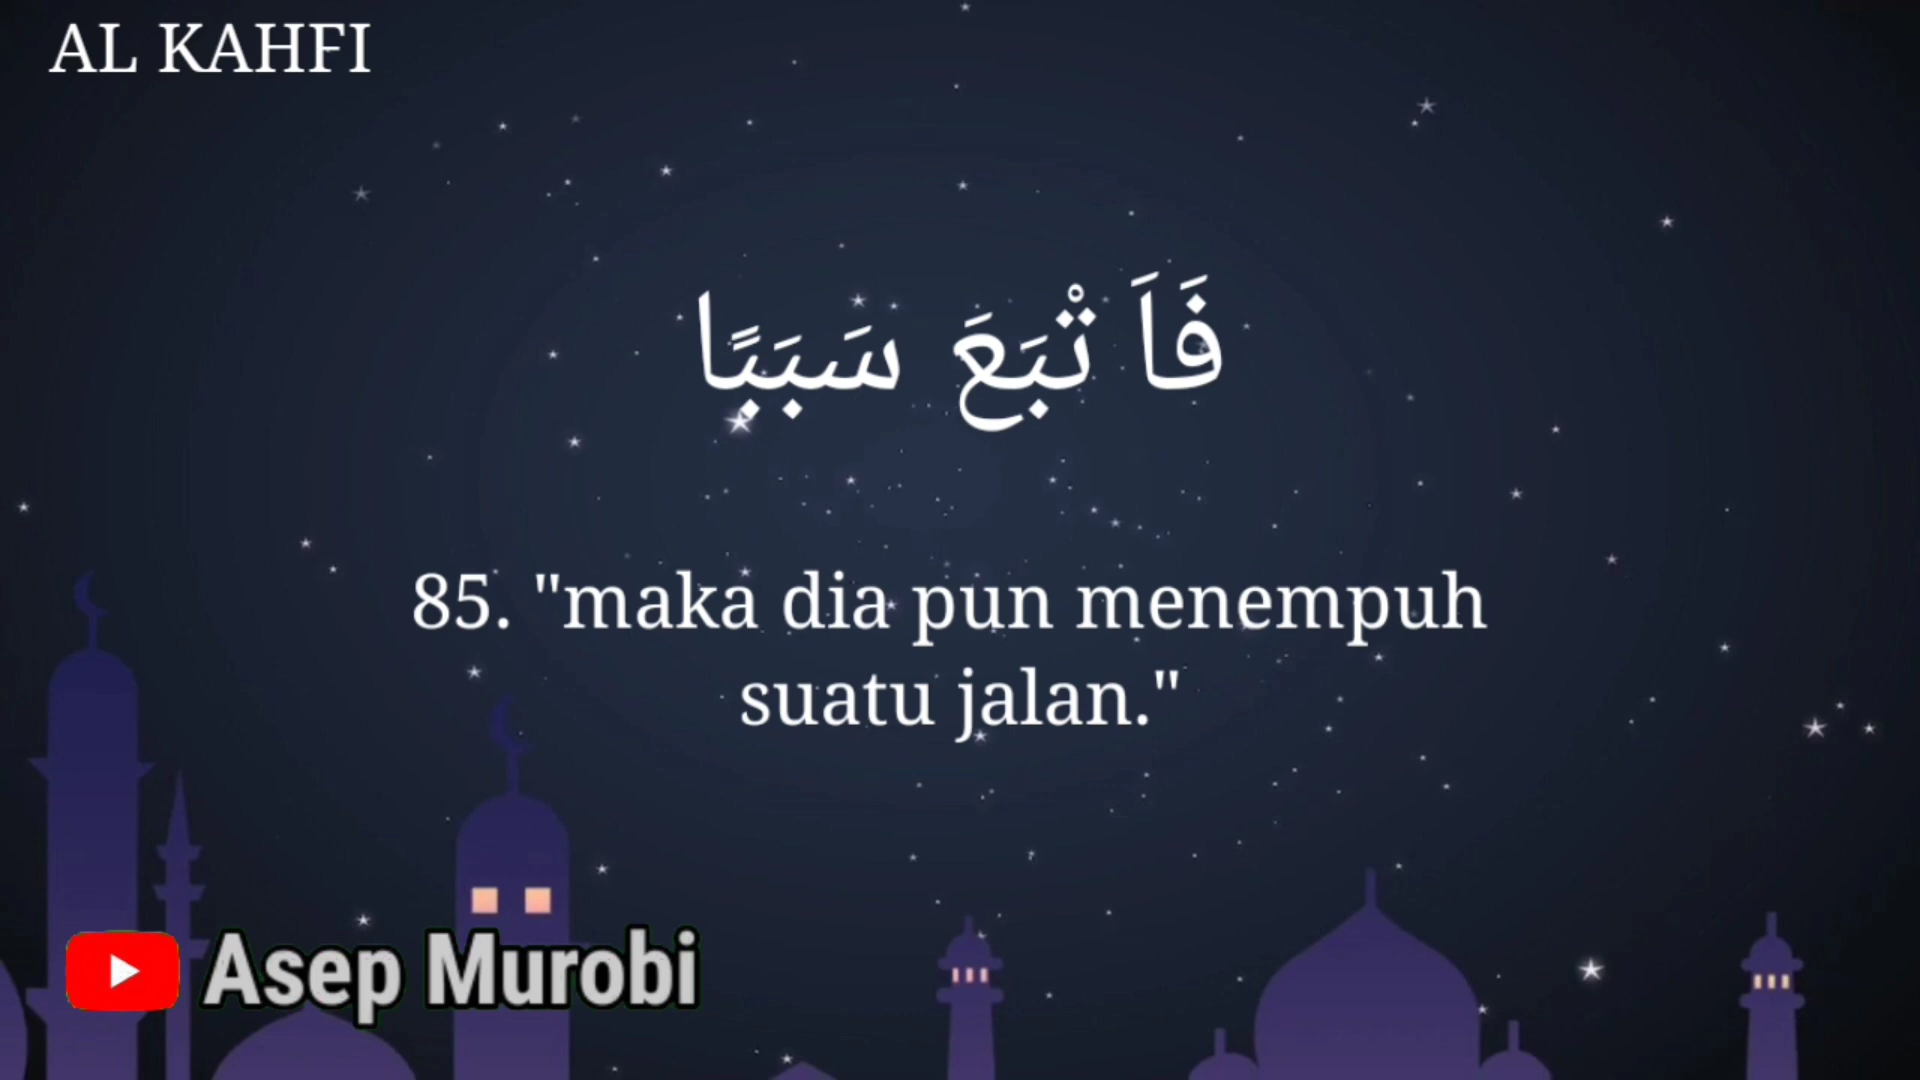 AL KAHFI
فَاَ تْبَعَ سَبَبًا
85. "maka dia pun menempuh
suatu jalan."
Asep Murobi